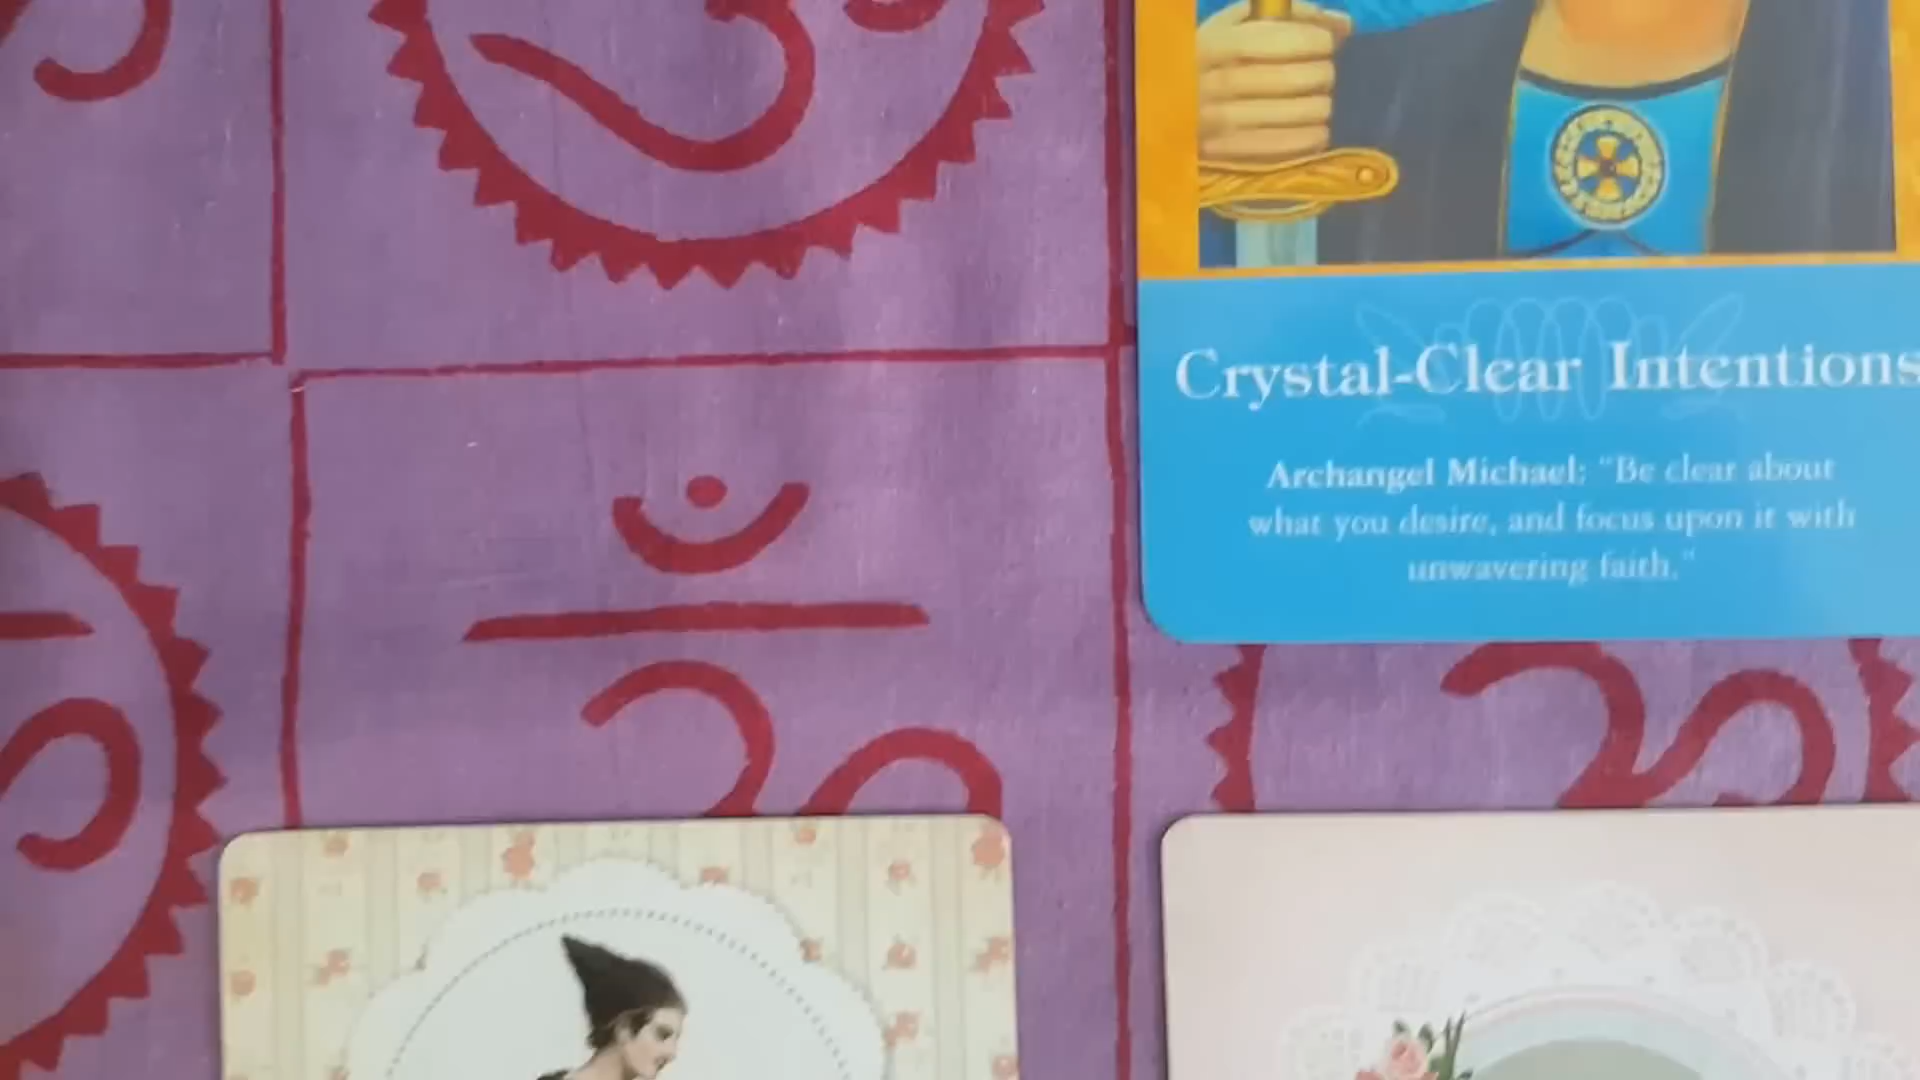 Crystal-Clear Intentions
Archangel Michael: "Be clear about
what you desire, and focus upon it with
unwavering faith."